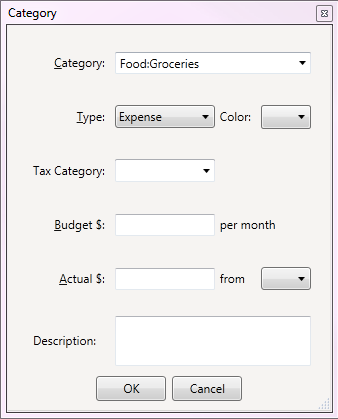 Category
Category: Food:Groceries
Type: Expense Color:
Tax Category:
Budget $: per month
Actual $: from
Description:
OK Cancel